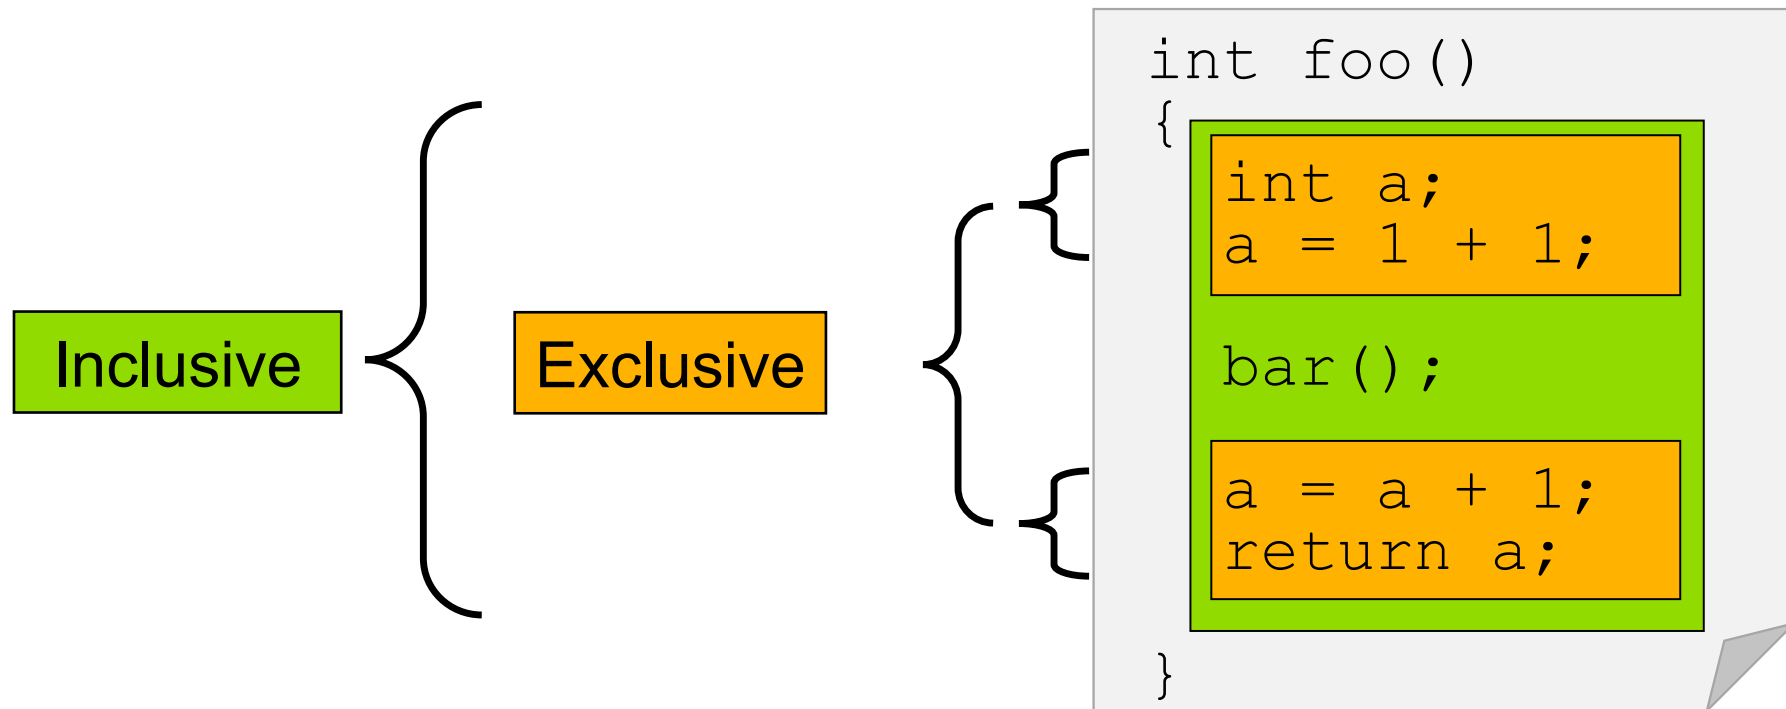 Inclusive
Exclusive
int foo()
{
int a;
a = 1 + 1;
bar();
a = a + 1;
return a;
}